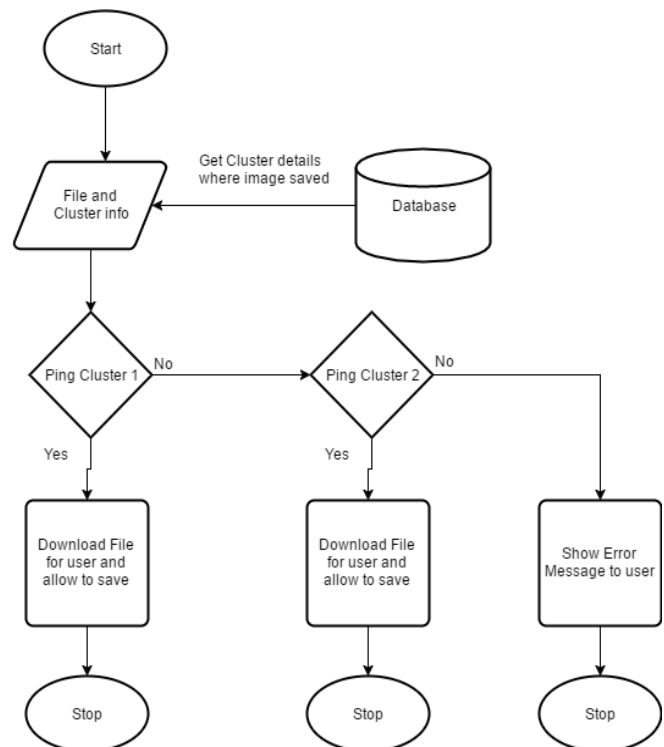 Start
Get Cluster details
where image saved
File and
Cluster info
Database
Ping Cluster 1
No
Ping Cluster 2
No
Yes
Yes
Download File
for user and
allow to save
Download File
for user and
allow to save
Show Error
Message to user
Stop
Stop
Stop